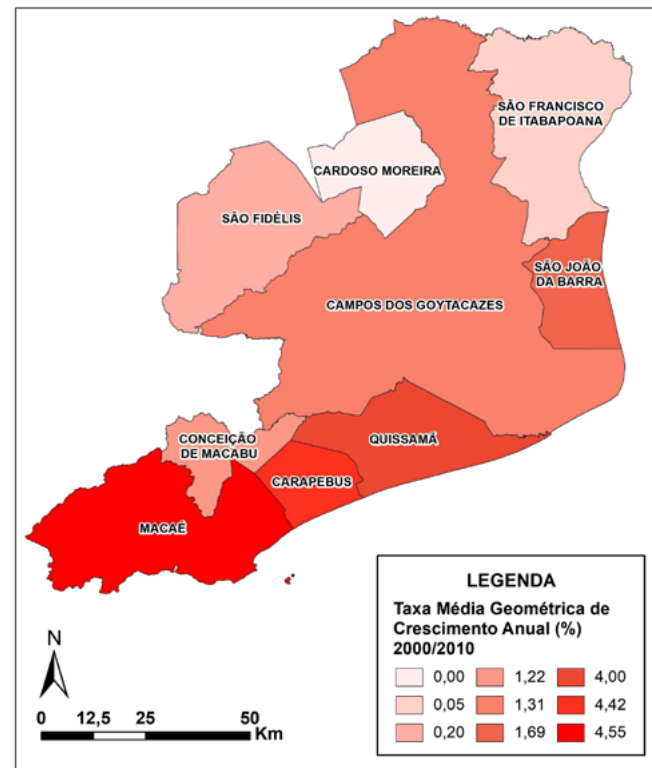 SÃO FRANCISCO
DE ITABAPOANA
CARDOSO MOREIRA
SÃO FIDÉLIS
SÃO JOÃO
DA BARRA
CAMPOS DOS GOYTACAZES
CONCEIÇÃO
DE MACABU
QUISSAMÃ
CARAPEBUS
MACAÉ
N
0 12,5 25 50
Km
LEGENDA
Taxa Média Geométrica de
Crescimento Anual (%)
2000/2010
0,00 1,22 4,00
0,05 1,31 4,42
0,20 1,69 4,55